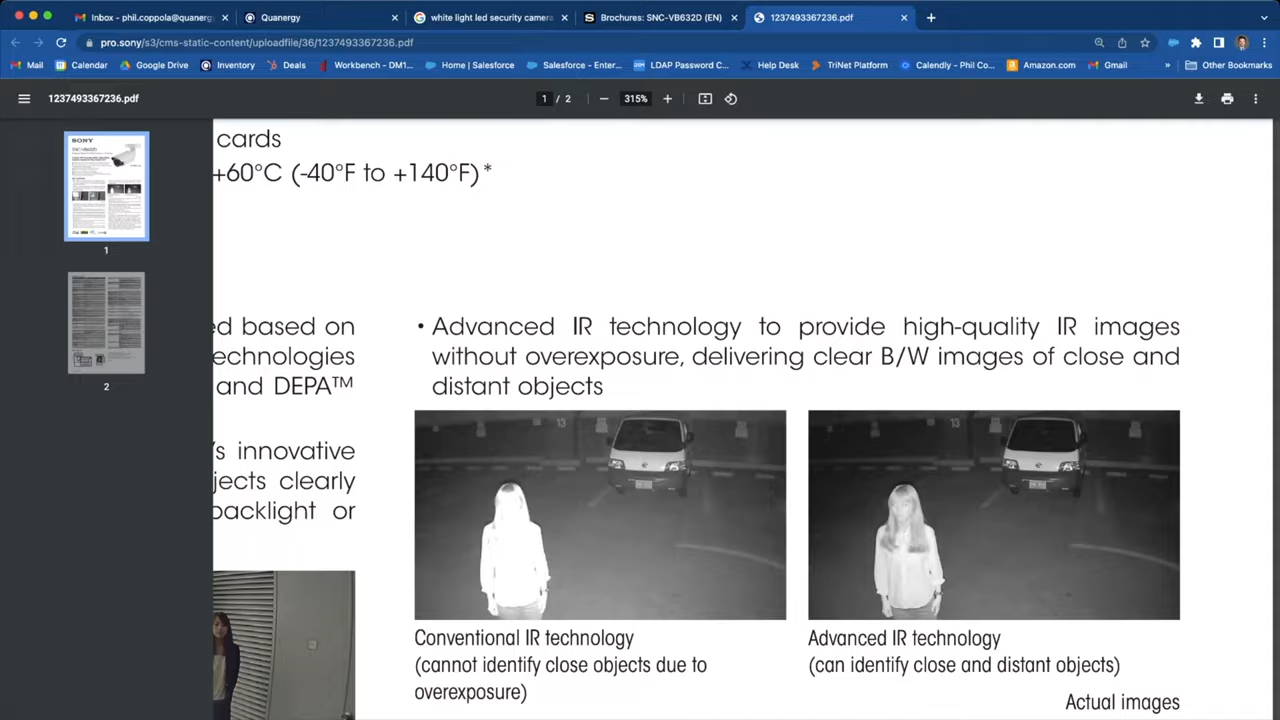 Inbox - phil.coppola@quanergy
Quanergy
white light led security camera
Brochures: SNC-VB632D (EN)
1237493367236.pdf
pro.sony/s3/cms-static-content/uploadfile/36/1237493367236.pdf
Mail
Calendar
Google Drive
Inventory
Deals
Workbench - DM1...
Home | Salesforce
Salesforce - Enter...
LDAP Password C...
Help Desk
TriNet Platform
Calendly - Phil Co...
Amazon.com
Gmail
»
Other Bookmarks
1237493367236.pdf
1 / 2
315%
SONY
1
2
cards
+60°C (-40°F to +140°F)*
ed based on
echnologies
and DEPA™
's innovative
jects clearly
backlight or
• Advanced IR technology to provide high-quality IR images
without overexposure, delivering clear B/W images of close and
distant objects
13
13
Conventional IR technology
(cannot identify close objects due to
overexposure)
Advanced IR technology
(can identify close and distant objects)
Actual images